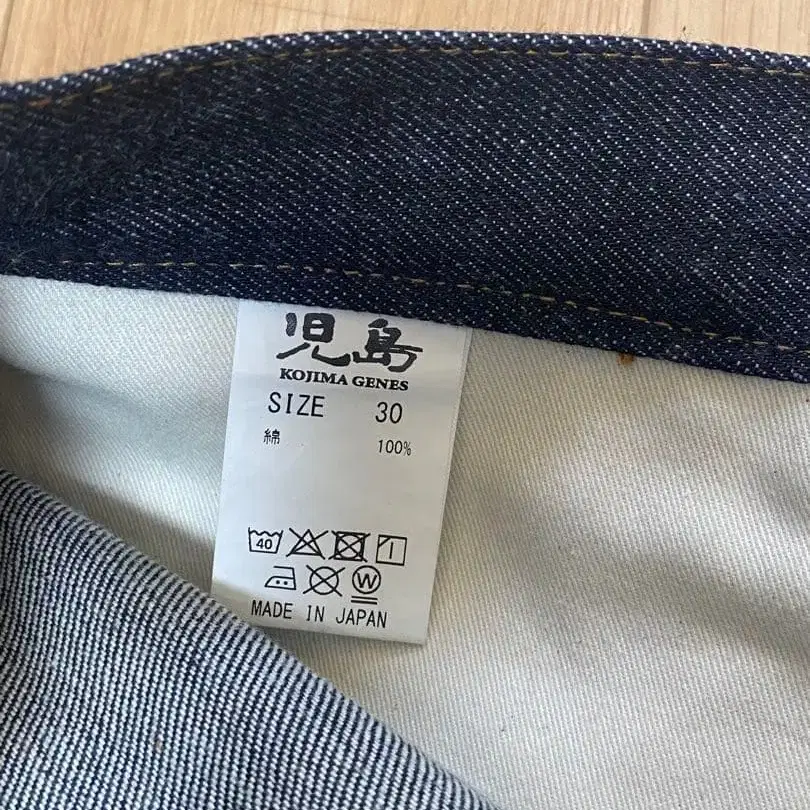 児島
KOJIMA GENES
SIZE 30
綿 100%
40
W
MADE IN JAPAN